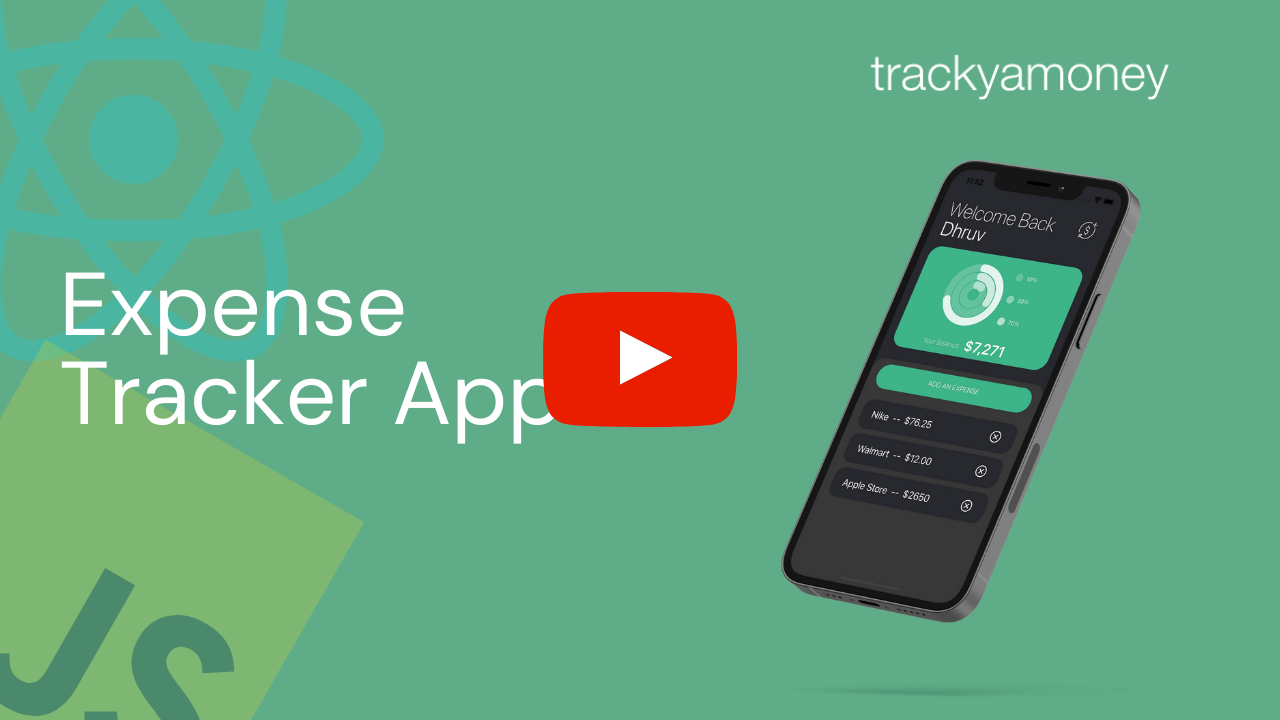 trackyamoney
11:52
Welcome Back
Dhruv
10%
30%
70%
Your Balance $7,271
ADD AN EXPENSE
Nike -- $76.25
Walmart -- $12.00
Apple Store -- $2650
Expense
Tracker App
JS